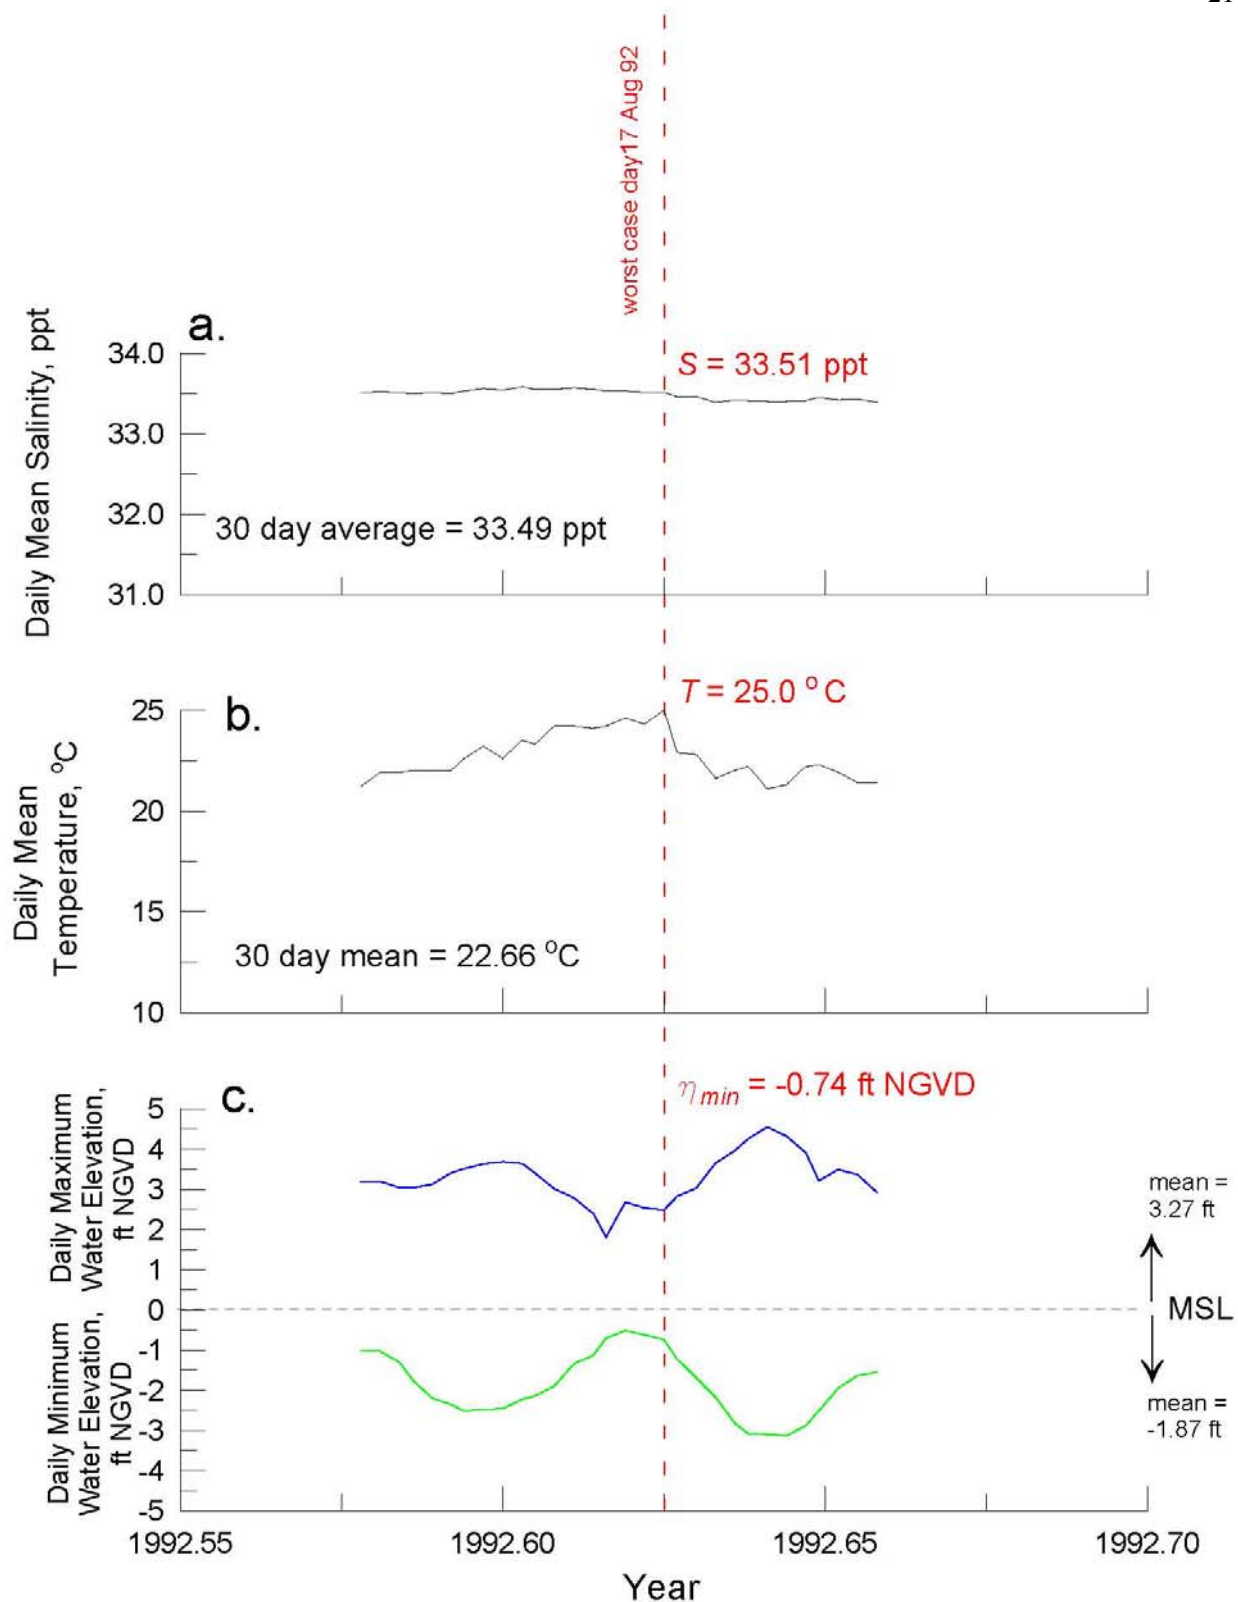 worst case day17 Aug 92
a.
Daily Mean Salinity, ppt
34.0
33.0
32.0
31.0
S = 33.51 ppt
30 day average = 33.49 ppt
b.
Daily Mean
Temperature, °C
25
20
15
10
T = 25.0 °C
30 day mean = 22.66 °C
c.
Daily Maximum
Water Elevation,
ft NGVD
Daily Minimum
Water Elevation,
ft NGVD
5
4
3
2
1
0
-1
-2
-3
-4
-5
η min = -0.74 ft NGVD
mean =
3.27 ft
MSL
mean =
-1.87 ft
1992.55
1992.60
1992.65
1992.70
Year